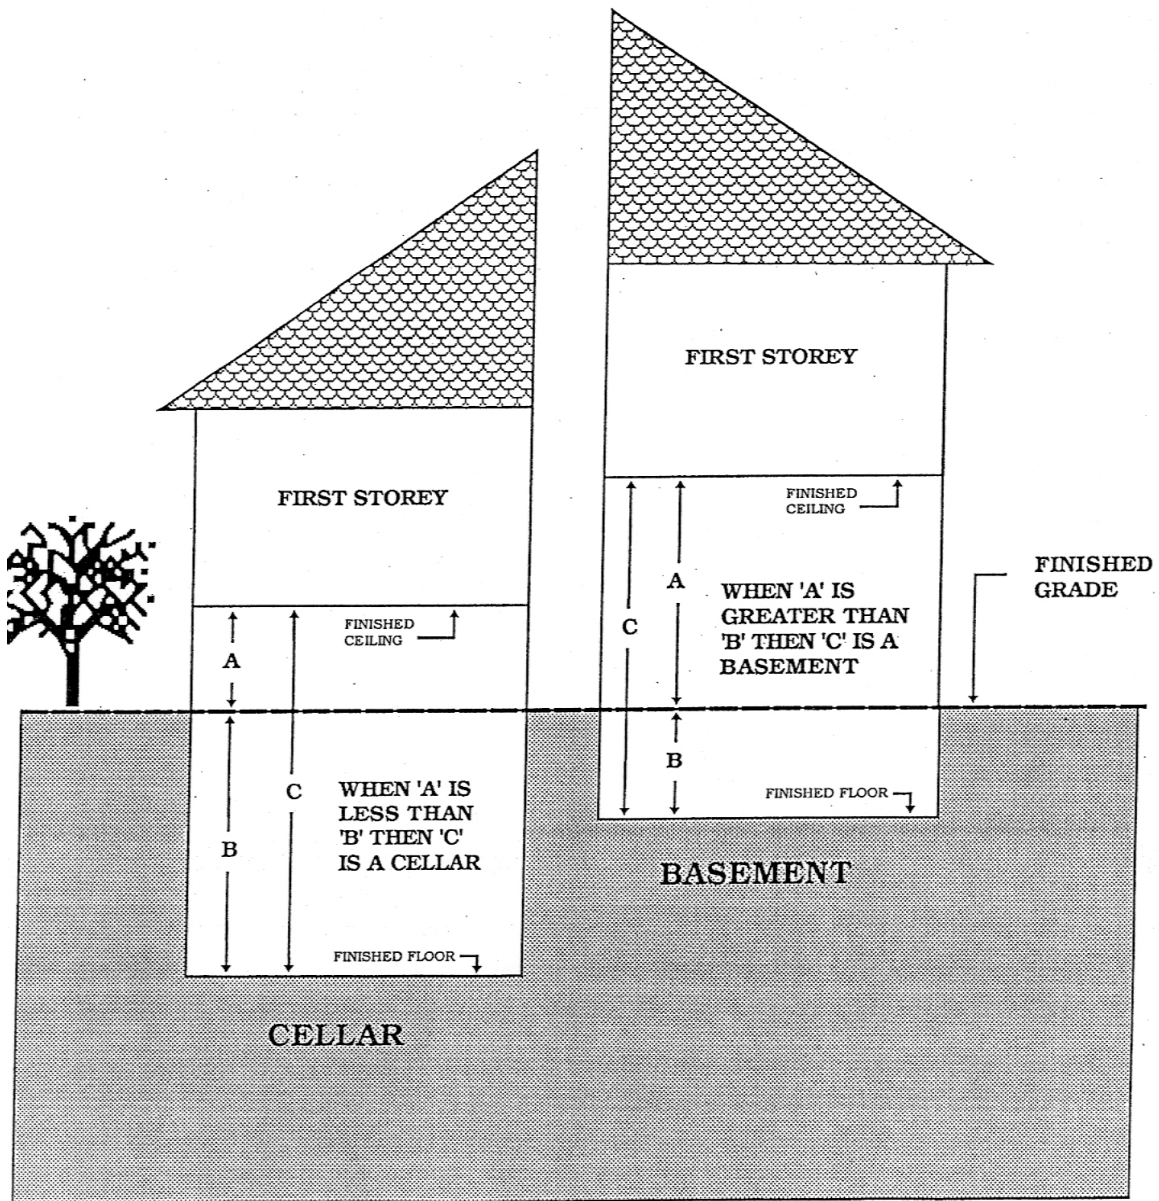 FIRST STOREY
FINISHED
CEILING
A
B
C
WHEN 'A' IS
LESS THAN
'B' THEN 'C'
IS A CELLAR
FINISHED FLOOR
CELLAR
FIRST STOREY
FINISHED
CEILING
A
C
WHEN 'A' IS
GREATER THAN
'B' THEN 'C' IS A
BASEMENT
B
FINISHED FLOOR
BASEMENT
FINISHED
GRADE